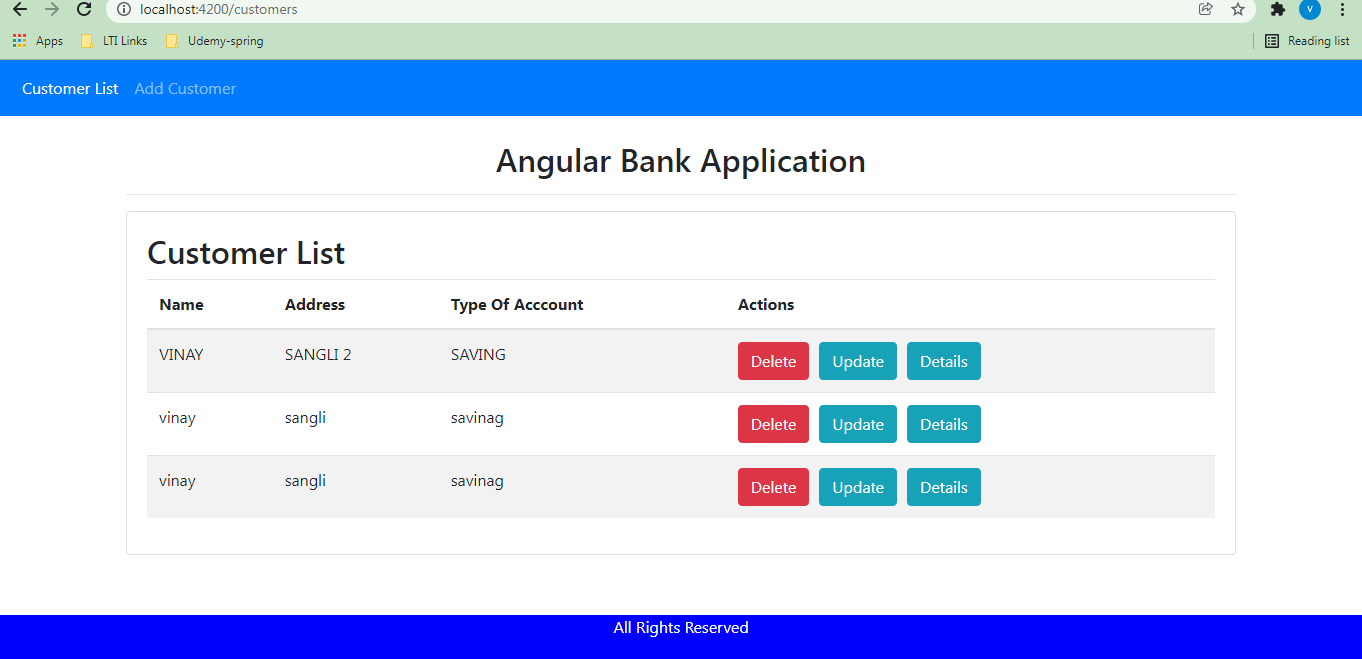 localhost:4200/customers
V
Apps LTI Links Udemy-spring Reading list
Customer List Add Customer
Angular Bank Application
Customer List
Name Address Type Of Acccount Actions
VINAY SANGLI 2 SAVING Delete Update Details
vinay sangli savinag Delete Update Details
vinay sangli savinag Delete Update Details
All Rights Reserved